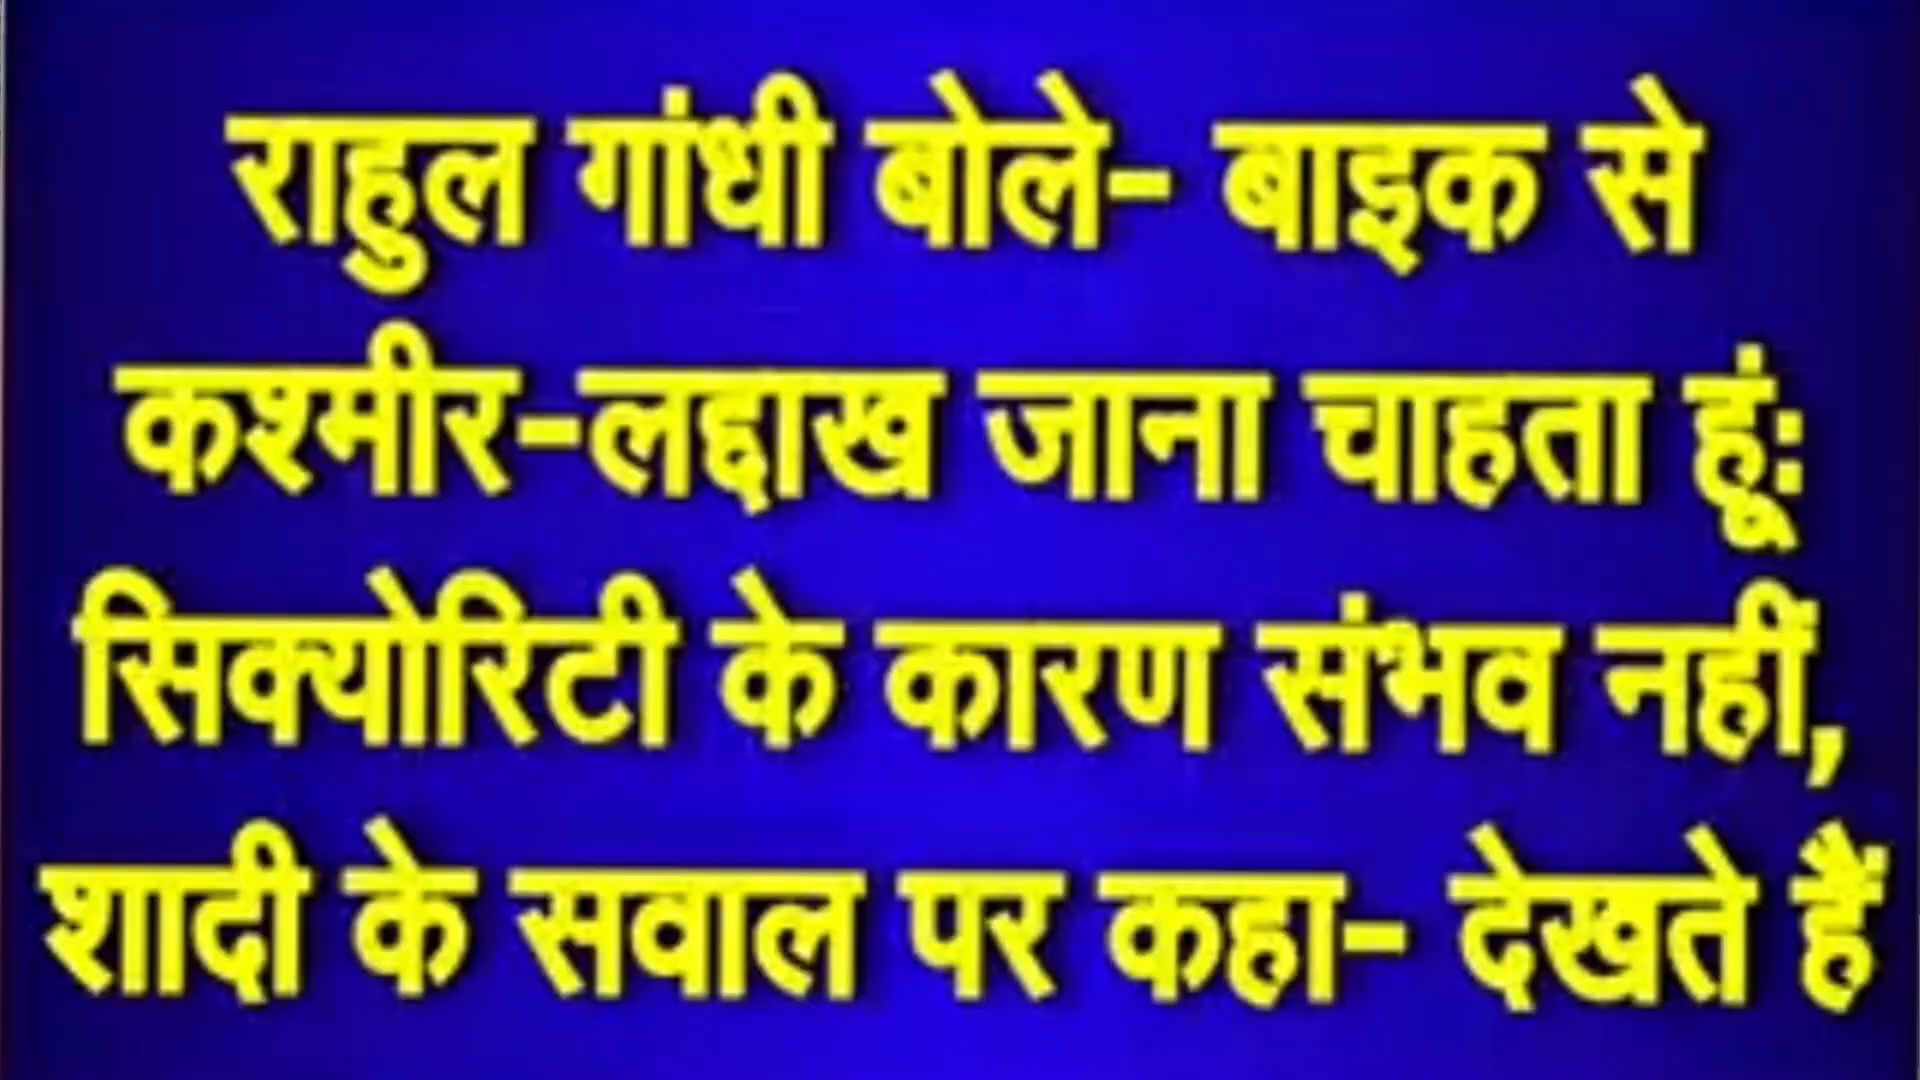 राहुल गांधी बोले- बाइक से
कश्मीर-लद्दाख जाना चाहता हूं:
सिक्योरिटी के कारण संभव नहीं,
शादी के सवाल पर कहा- देखते हैं